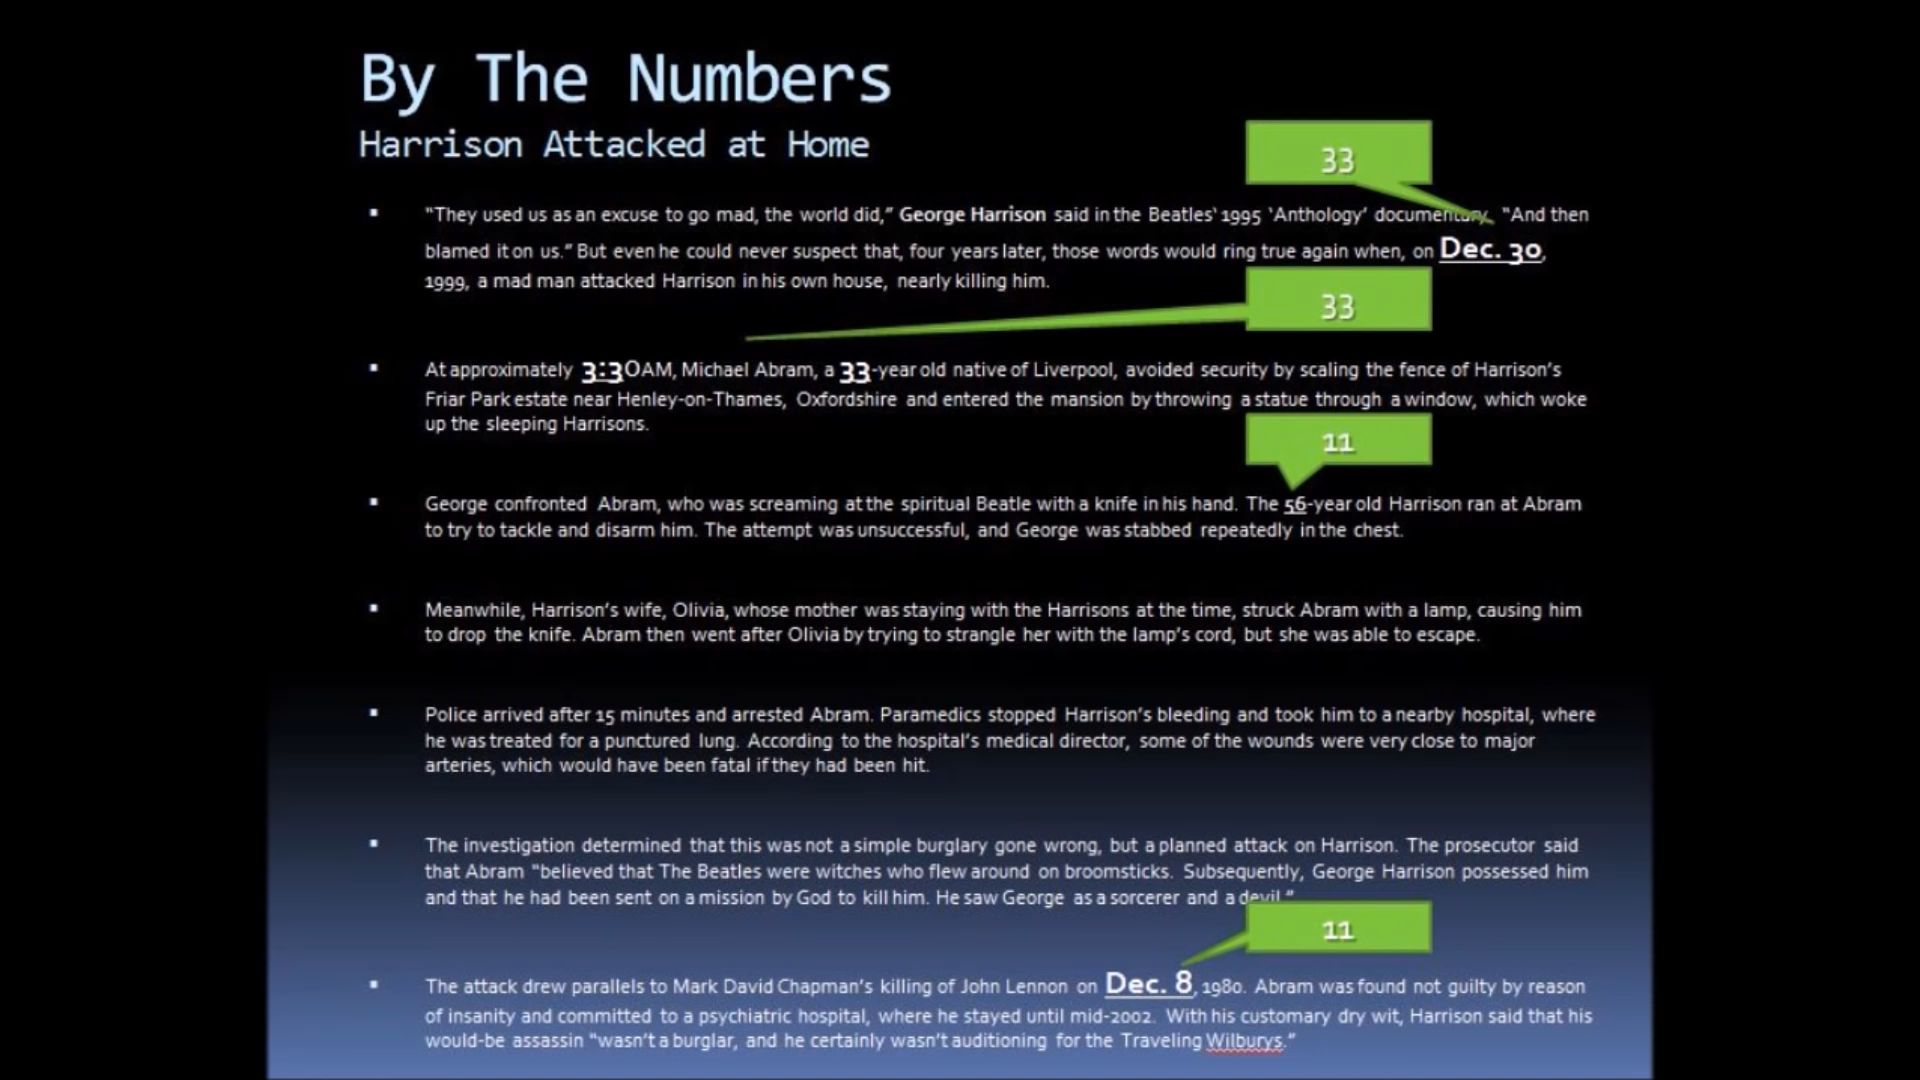 By The Numbers
Harrison Attacked at Home
33
▪ “They used us as an excuse to go mad, the world did,” George Harrison said in the Beatles‘ 1995 ‘Anthology’ documentary. “And then
blamed it on us.” But even he could never suspect that, four years later, those words would ring true again when, on Dec. 30,
1999, a mad man attacked Harrison in his own house, nearly killing him.
33
▪ At approximately 3:3OAM, Michael Abram, a 33-year old native of Liverpool, avoided security by scaling the fence of Harrison’s
Friar Park estate near Henley-on-Thames, Oxfordshire and entered the mansion by throwing a statue through a window, which woke
up the sleeping Harrisons.
11
▪ George confronted Abram, who was screaming at the spiritual Beatle with a knife in his hand. The 56-year old Harrison ran at Abram
to try to tackle and disarm him. The attempt was unsuccessful, and George was stabbed repeatedly in the chest.
▪ Meanwhile, Harrison’s wife, Olivia, whose mother was staying with the Harrisons at the time, struck Abram with a lamp, causing him
to drop the knife. Abram then went after Olivia by trying to strangle her with the lamp’s cord, but she was able to escape.
▪ Police arrived after 15 minutes and arrested Abram. Paramedics stopped Harrison’s bleeding and took him to a nearby hospital, where
he was treated for a punctured lung. According to the hospital’s medical director, some of the wounds were very close to major
arteries, which would have been fatal if they had been hit.
▪ The investigation determined that this was not a simple burglary gone wrong, but a planned attack on Harrison. The prosecutor said
that Abram “believed that The Beatles were witches who flew around on broomsticks. Subsequently, George Harrison possessed him
and that he had been sent on a mission by God to kill him. He saw George as a sorcerer and a devil.”
11
▪ The attack drew parallels to Mark David Chapman’s killing of John Lennon on Dec. 8, 1980. Abram was found not guilty by reason
of insanity and committed to a psychiatric hospital, where he stayed until mid-2002. With his customary dry wit, Harrison said that his
would-be assassin “wasn’t a burglar, and he certainly wasn’t auditioning for the Traveling Wilburys.”